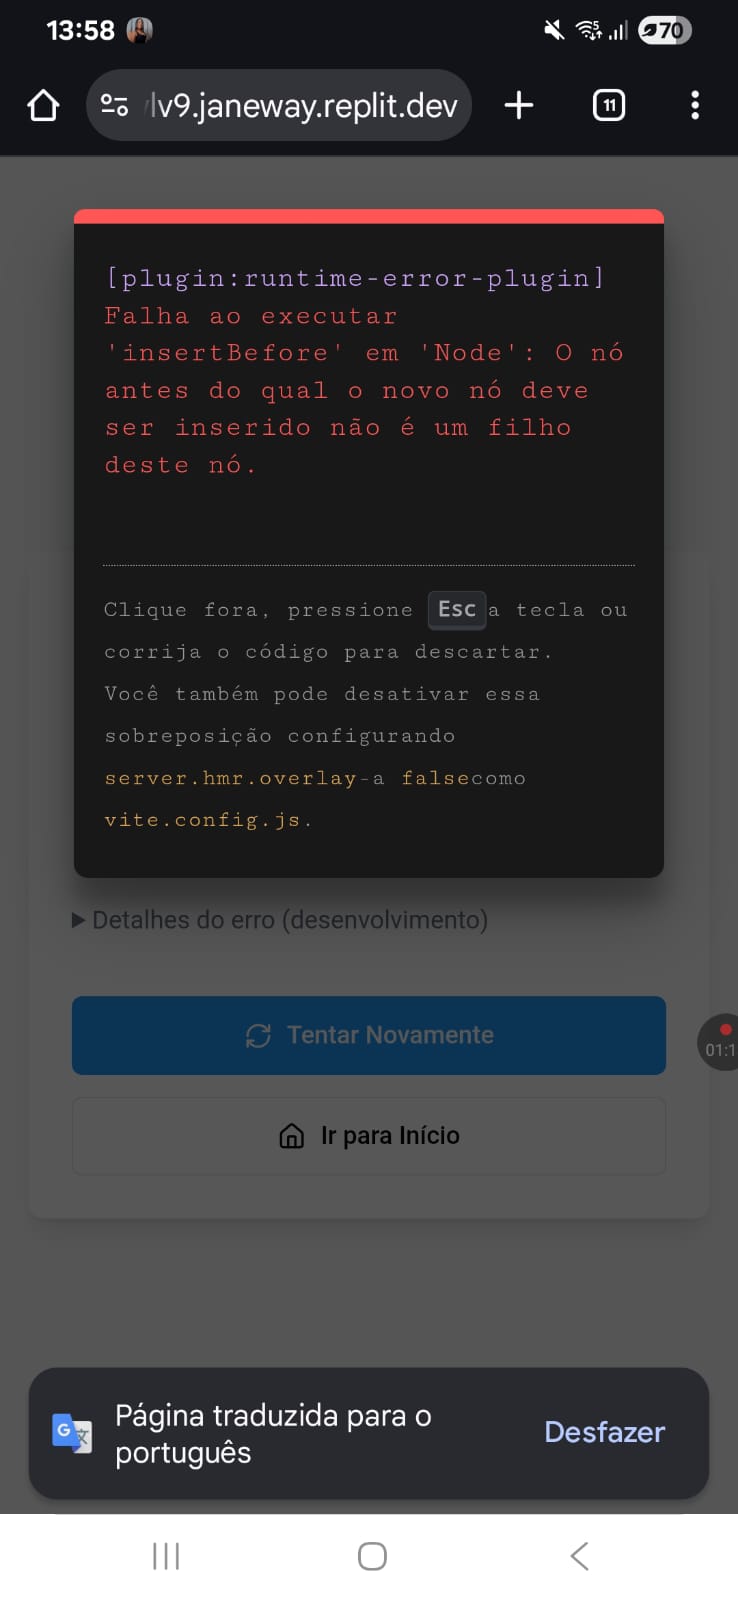 13:58
70
lv9.janeway.replit.dev
11
[plugin:runtime-error-plugin]
Falha ao executar
'insertBefore' em 'Node': O nó
antes do qual o novo nó deve
ser inserido não é um filho
deste nó.
Clique fora, pressione Esc a tecla ou
corrija o código para descartar.
Você também pode desativar essa
sobreposição configurando
server.hmr.overlay-a falsecomo
vite.config.js.
Detalhes do erro (desenvolvimento)
Tentar Novamente
01:1
Ir para Início
Página traduzida para o
português
Desfazer